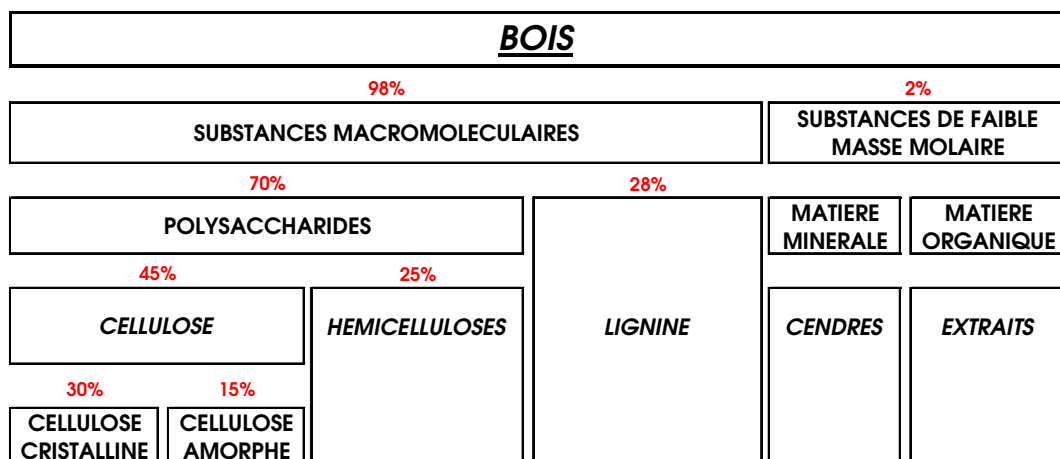 BOIS
98% 2%
SUBSTANCES MACROMOLECULAIRES
SUBSTANCES DE FAIBLE
MASSE MOLAIRE
70% 28%
POLYSACCHARIDES
MATIERE
MINERALE
MATIERE
ORGANIQUE
45% 25%
CELLULOSE
HEMICELLULOSES
LIGNINE
CENDRES
EXTRAITS
30% 15%
CELLULOSE
CRISTALLINE
CELLULOSE
AMORPHE